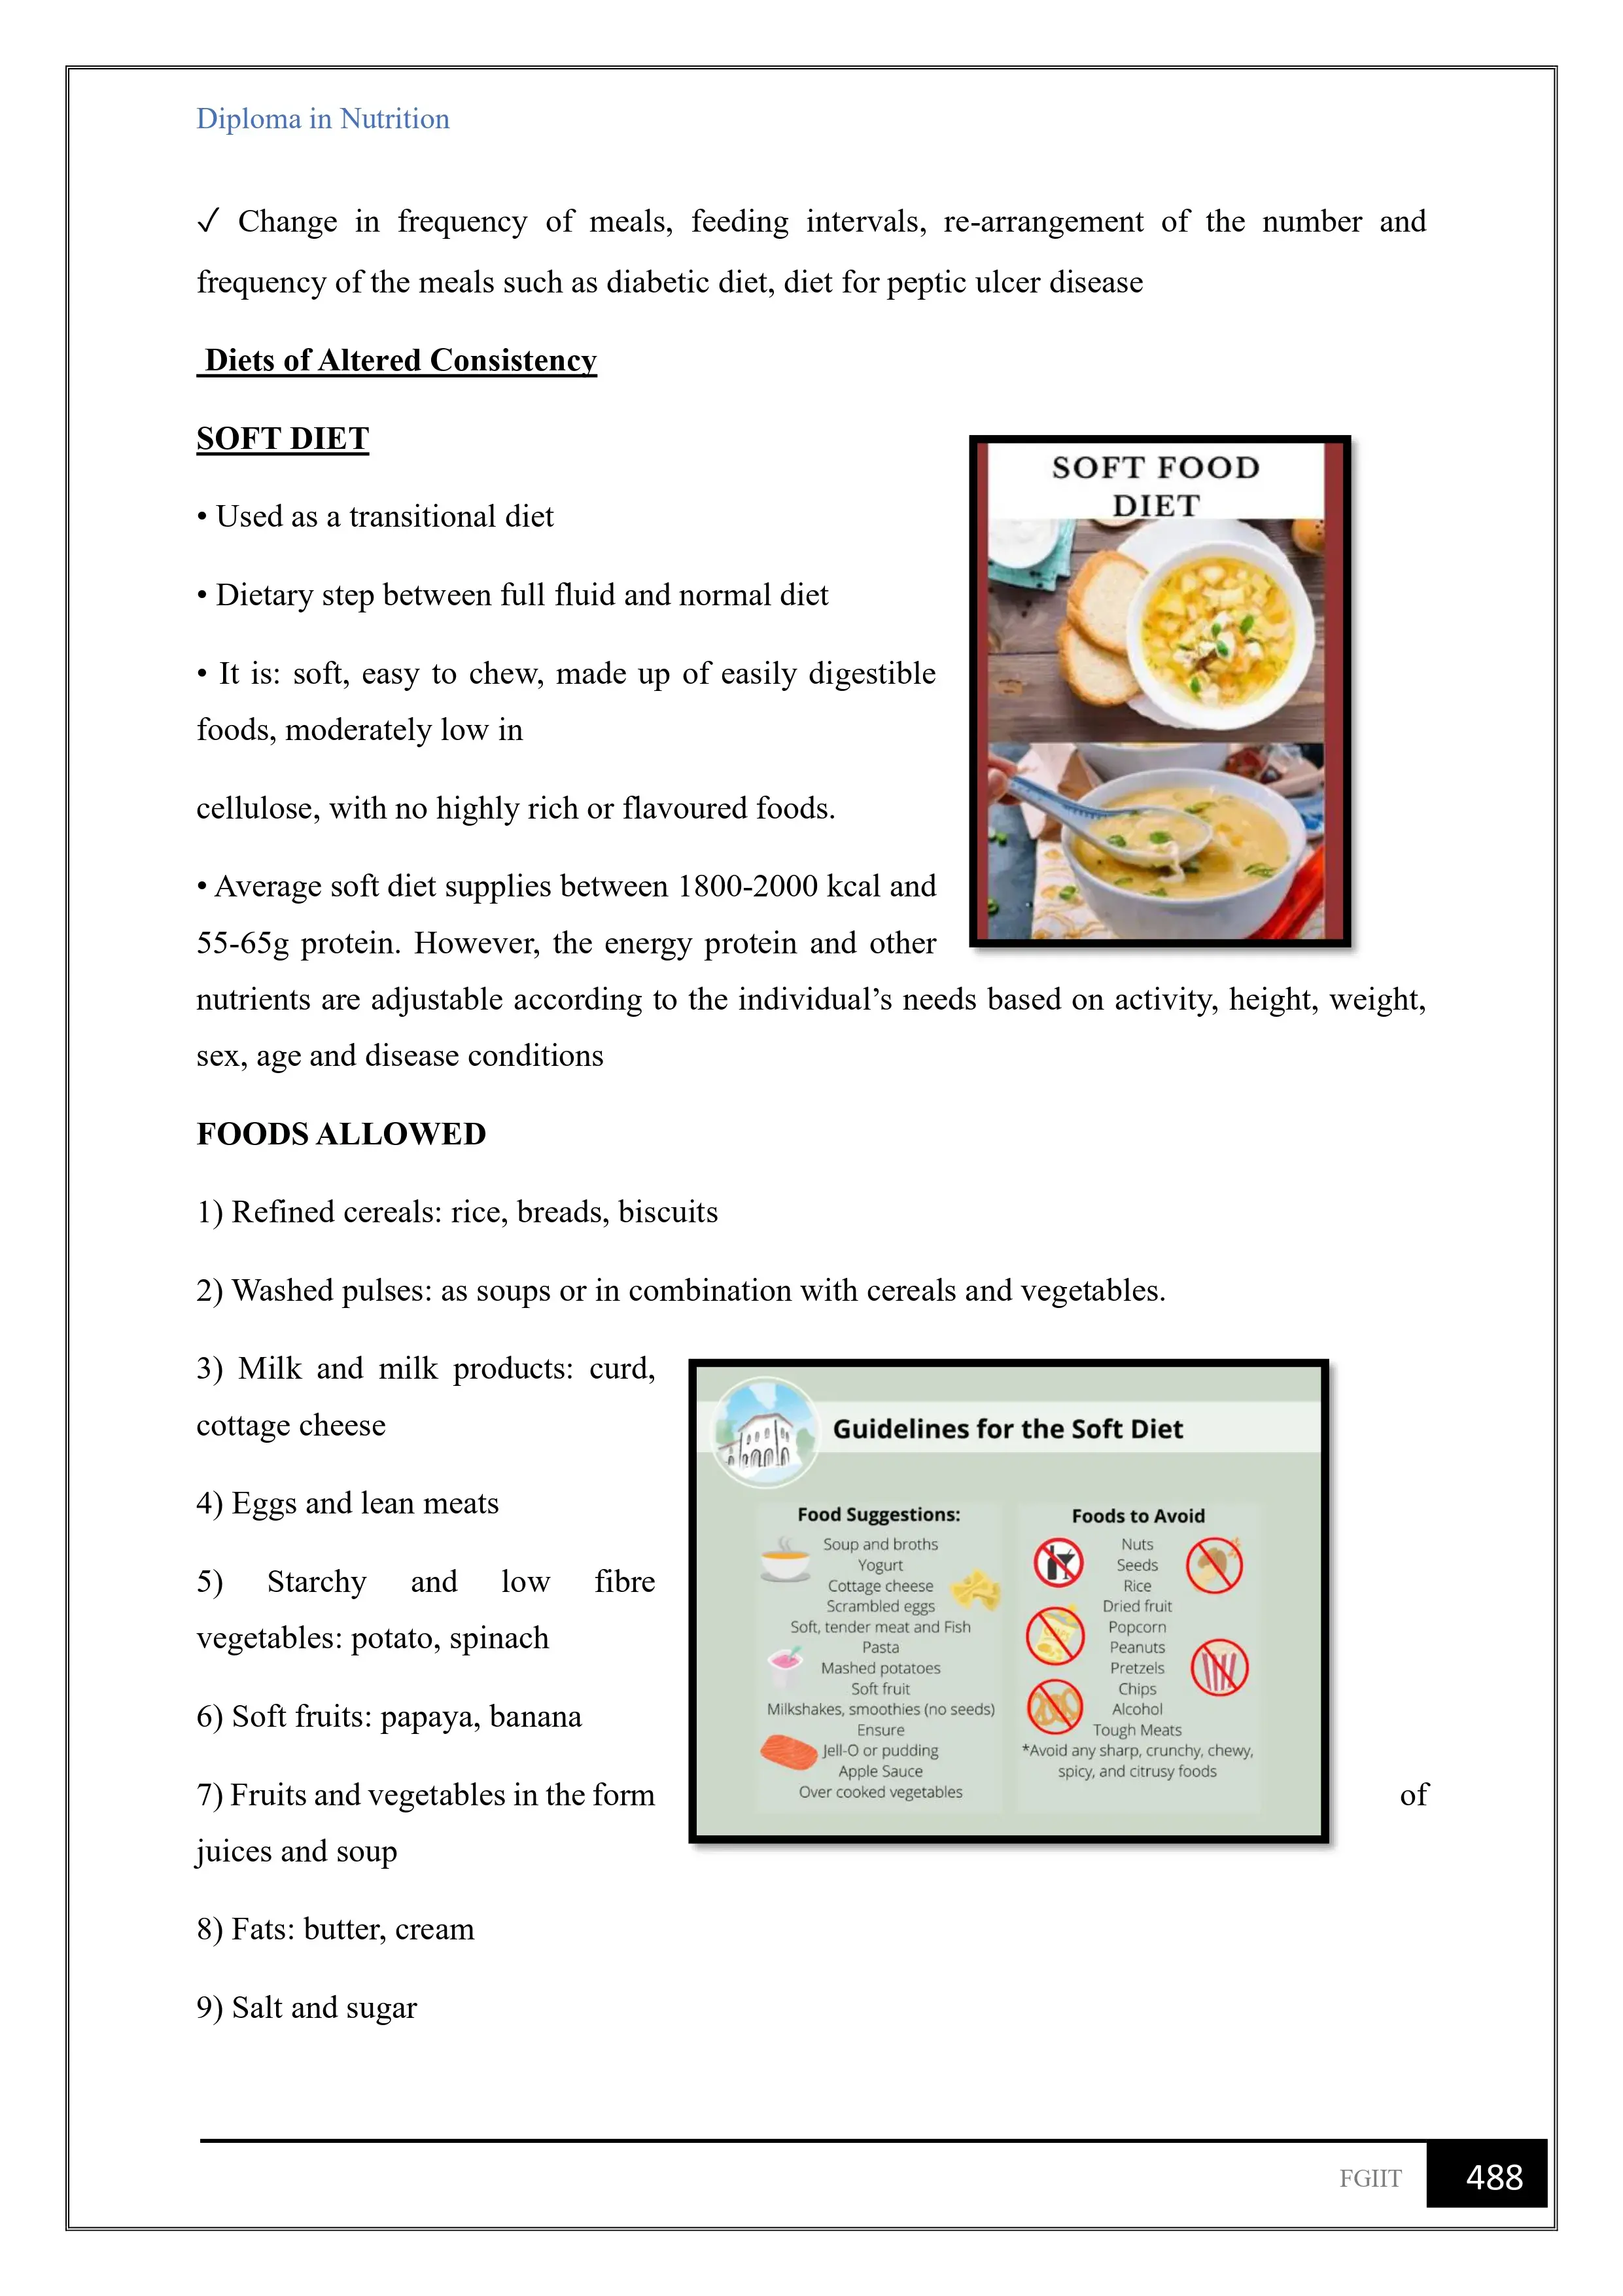 Diploma in Nutrition
✓ Change in frequency of meals, feeding intervals, re-arrangement of the number and
frequency of the meals such as diabetic diet, diet for peptic ulcer disease
Diets of Altered Consistency
SOFT DIET
• Used as a transitional diet
• Dietary step between full fluid and normal diet
• It is: soft, easy to chew, made up of easily digestible
foods, moderately low in
cellulose, with no highly rich or flavoured foods.
• Average soft diet supplies between 1800-2000 kcal and
55-65g protein. However, the energy protein and other
nutrients are adjustable according to the individual’s needs based on activity, height, weight,
sex, age and disease conditions
SOFT FOOD
DIET
FOODS ALLOWED
1) Refined cereals: rice, breads, biscuits
2) Washed pulses: as soups or in combination with cereals and vegetables.
3) Milk and milk products: curd,
cottage cheese
4) Eggs and lean meats
5) Starchy and low fibre
vegetables: potato, spinach
6) Soft fruits: papaya, banana
7) Fruits and vegetables in the form of
juices and soup
8) Fats: butter, cream
9) Salt and sugar
Guidelines for the Soft Diet
Food Suggestions:
Soup and broths
Yogurt
Cottage cheese
Scrambled eggs
Soft, tender meat and Fish
Pasta
Mashed potatoes
Soft fruit
Milkshakes, smoothies (no seeds)
Ensure
Jell-O or pudding
Apple Sauce
Over cooked vegetables
Foods to Avoid
Nuts
Seeds
Rice
Dried fruit
Popcorn
Peanuts
Pretzels
Chips
Alcohol
Tough Meats
*Avoid any sharp, crunchy, chewy,
spicy, and citrusy foods
FGIIT
488